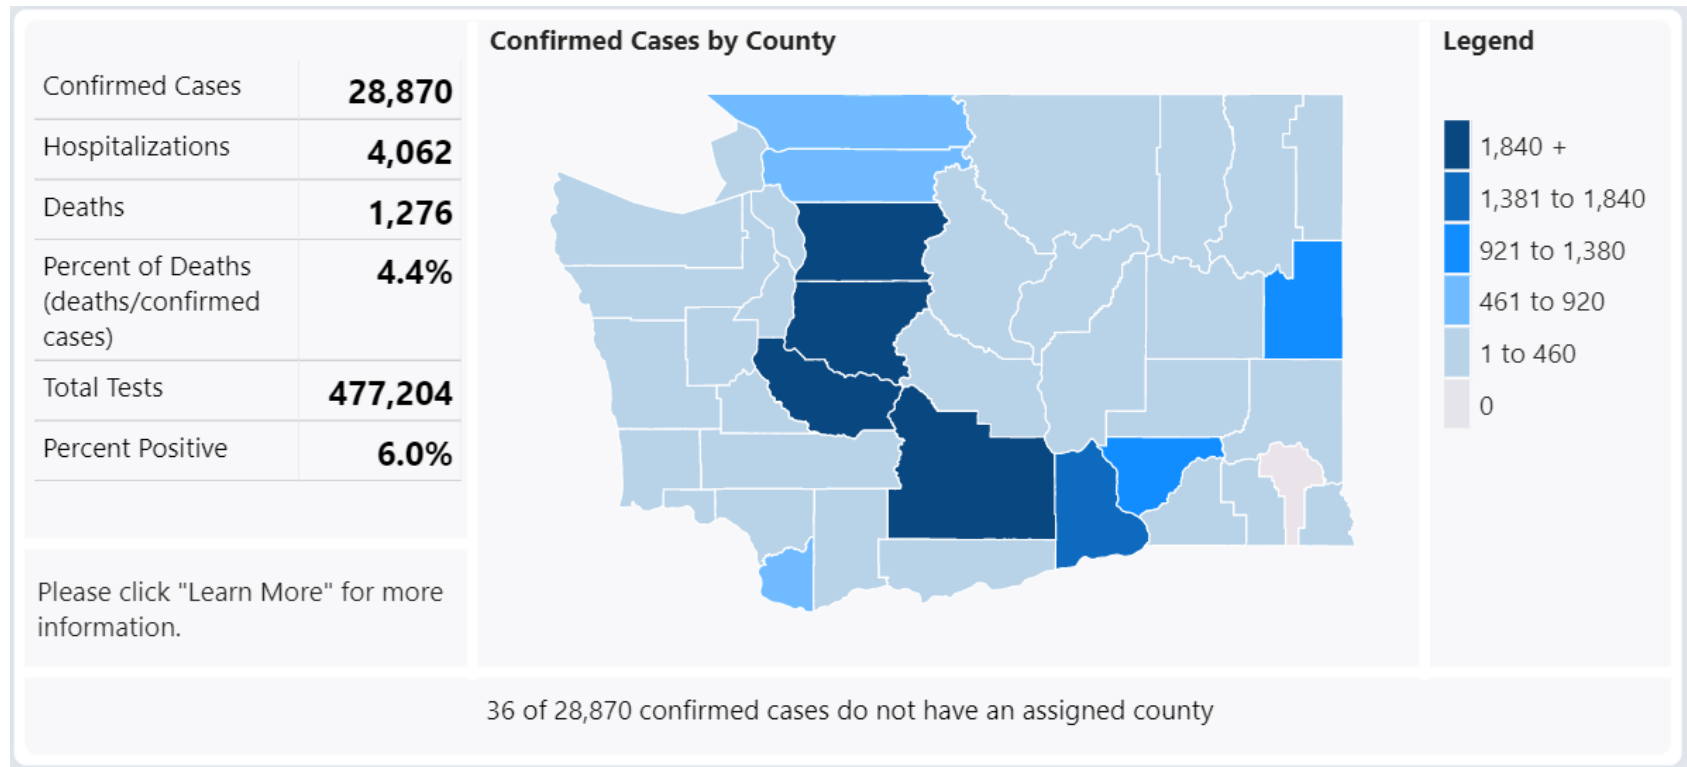 Confirmed Cases 28,870
Hospitalizations 4,062
Deaths 1,276
Percent of Deaths 4.4%
(deaths/confirmed
cases)
Total Tests 477,204
Percent Positive 6.0%
Please click "Learn More" for more
information.
Confirmed Cases by County
Legend
1,840 +
1,381 to 1,840
921 to 1,380
461 to 920
1 to 460
0
36 of 28,870 confirmed cases do not have an assigned county